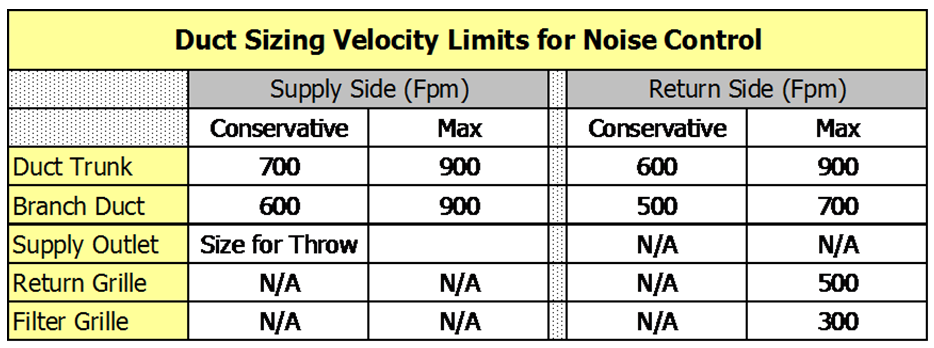 Duct Sizing Velocity Limits for Noise Control
Supply Side (Fpm) Return Side (Fpm)
Conservative Max Conservative Max
Duct Trunk 700 900 600 900
Branch Duct 600 900 500 700
Supply Outlet Size for Throw N/A N/A
Return Grille N/A N/A N/A 500
Filter Grille N/A N/A N/A 300